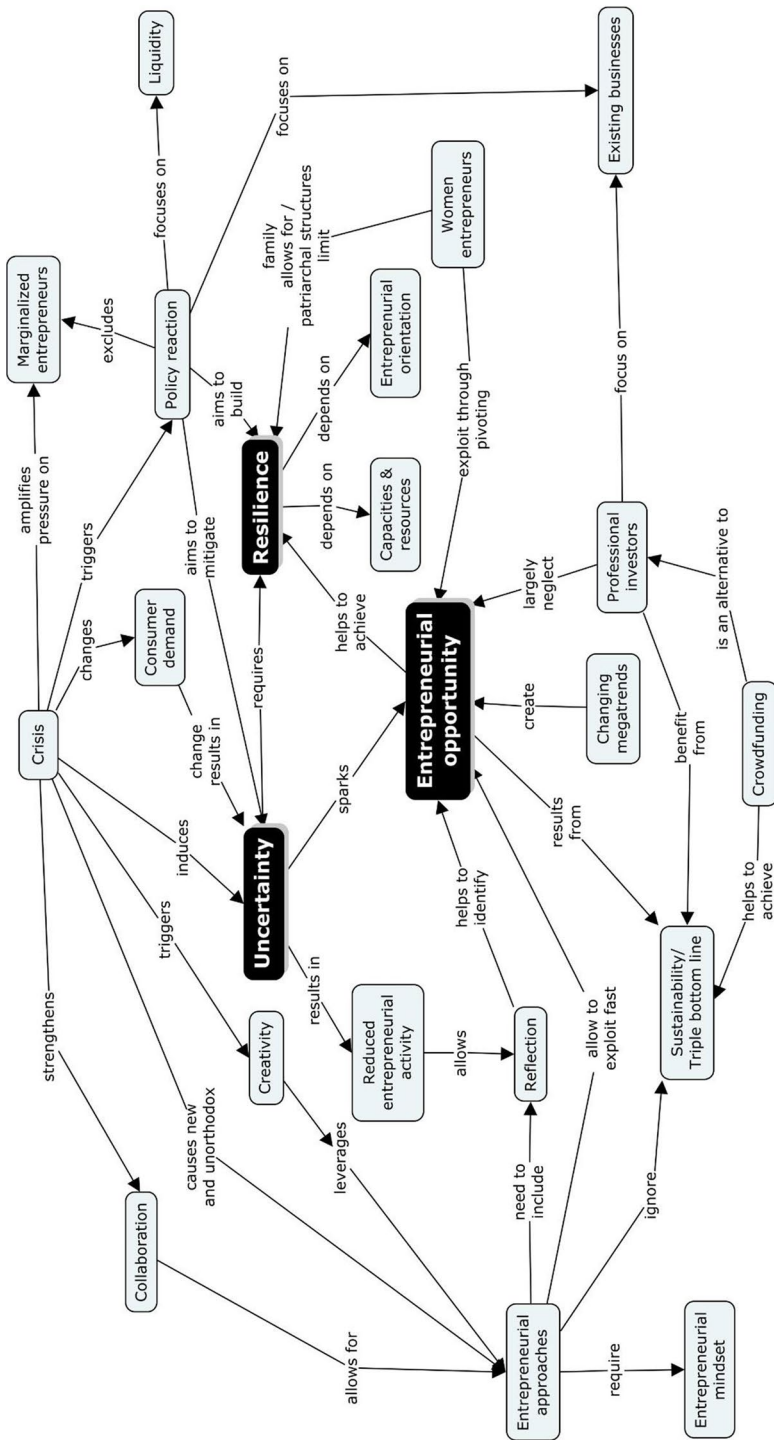 Crisis
Marginalized
entrepreneurs
strengthens
amplifies
pressure on
changes
triggers
excludes
Liquidity
Collaboration
triggers
Consumer
demand
Policy reaction
focuses on
causes new
and unorthodox
induces
change
results in
aims to
mitigate
aims to
build
Creativity
Uncertainty
requires
Resilience
family
allows for /
patriarchal structures
limit
focuses on
allows for
leverages
results in
sparks
helps to
achieve
depends on
depends on
Reduced
entrepreneurial
activity
Capacities &
resources
Entreprenurial
orientation
Women
entrepreneurs
allows
helps to
identify
Entrepreneurial
opportunity
exploit through
pivoting
Entrepreneurial
approaches
need to
include
Reflection
create
largely
neglect
allow to
exploit fast
results
from
Changing
megatrends
Professional
investors
focus on
Existing businesses
require
ignore
benefit
from
Entrepreneurial
mindset
Sustainability/
Triple bottom line
is an alternative to
helps to
achieve
Crowdfunding